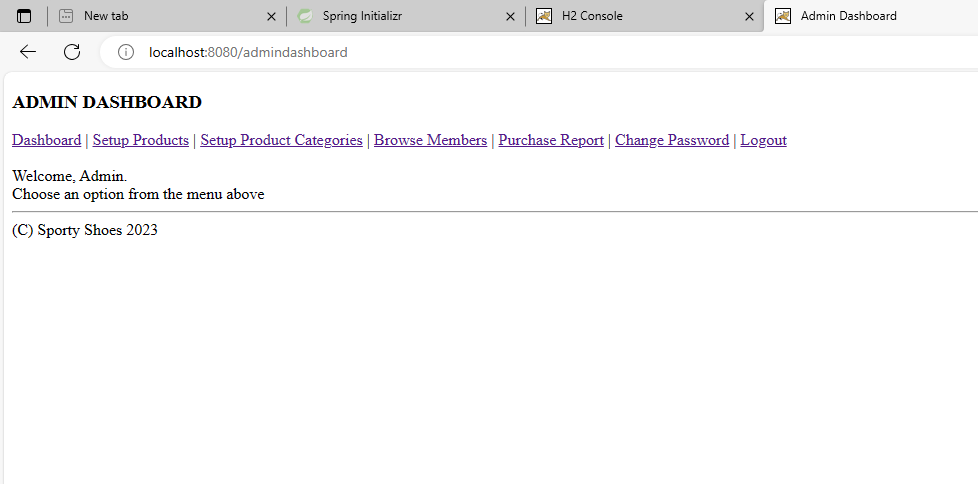 New tab
Spring Initializr
H2 Console
Admin Dashboard
localhost:8080/admindashboard
ADMIN DASHBOARD
Dashboard | Setup Products | Setup Product Categories | Browse Members | Purchase Report | Change Password | Logout
Welcome, Admin.
Choose an option from the menu above
(C) Sporty Shoes 2023